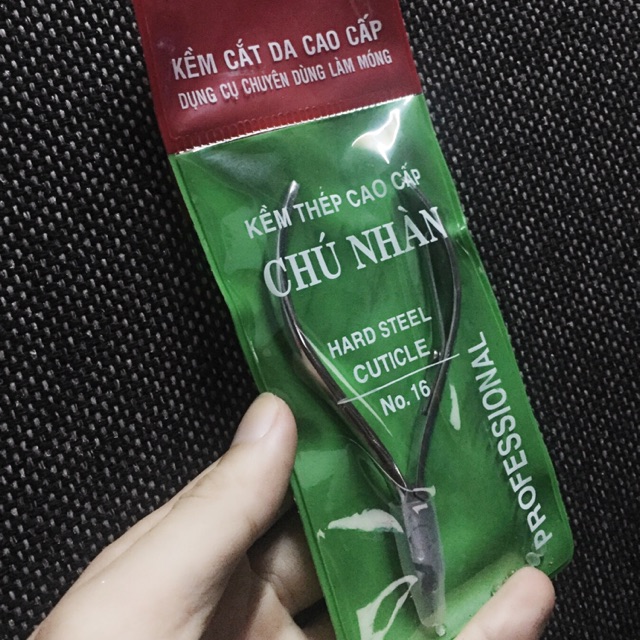 KỀM CẮT DA CAO CẤP
DỤNG CỤ CHUYÊN DÙNG LÀM MÓNG
KỀM THÉP CAO CẤP
CHÚ NHÀN
HARD STEEL
CUTICLE
No. 16
PROFESSIONAL